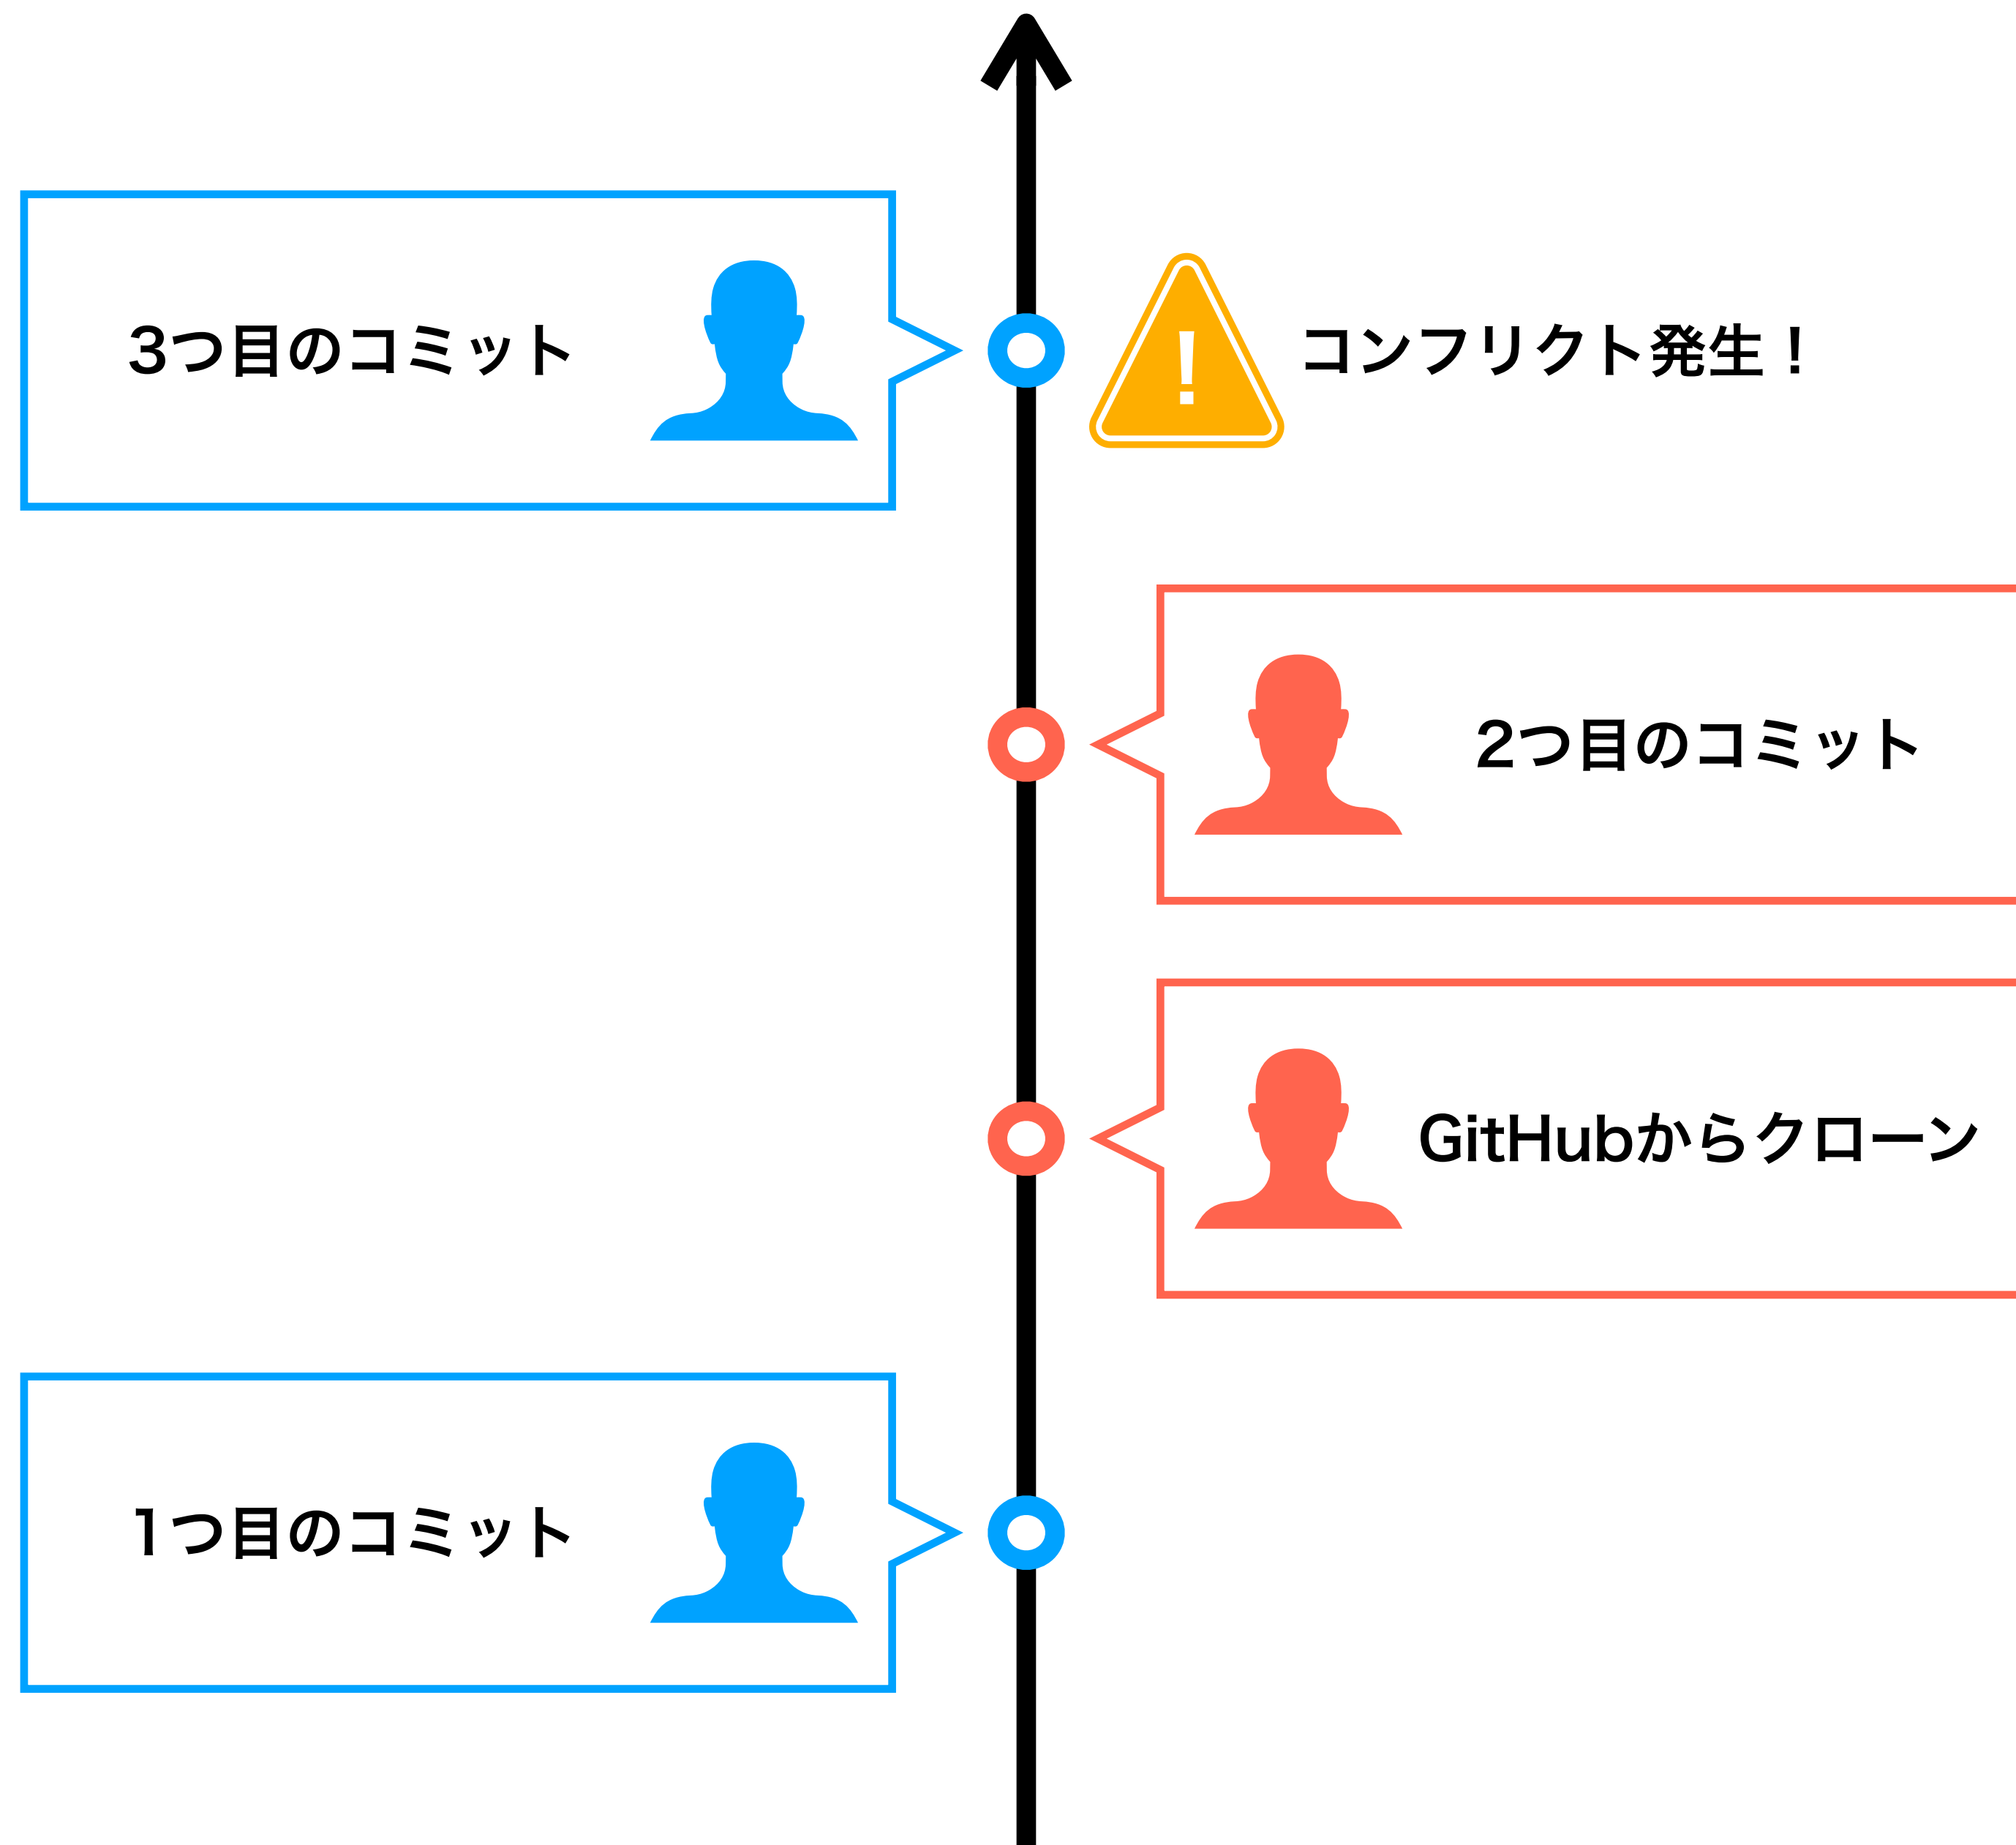 3つ目のコミット
コンフリクト発生！
2つ目のコミット
GitHubからクローン
1つ目のコミット